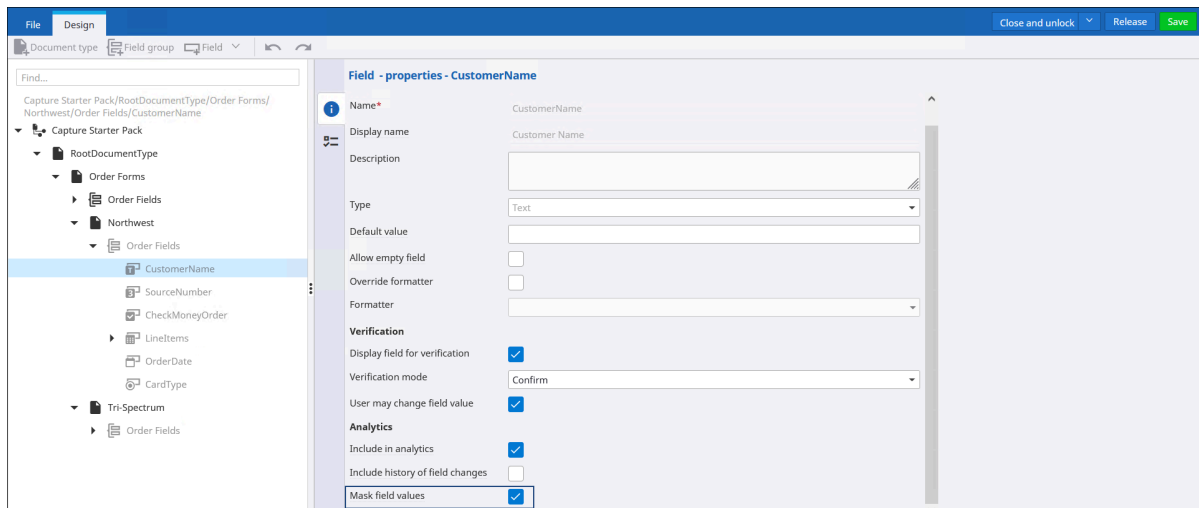 File Design Close and unlock Release Save
Document type Field group Field
Find...
Capture Starter Pack/RootDocumentType/Order Forms/
Northwest/Order Fields/CustomerName
Capture Starter Pack
RootDocumentType
Order Forms
Order Fields
Northwest
Order Fields
CustomerName
SourceNumber
CheckMoneyOrder
LineItems
OrderDate
CardType
Tri-Spectrum
Order Fields
Field - properties - CustomerName
Name* CustomerName
Display name Customer Name
Description
Type Text
Default value
Allow empty field
Override formatter
Formatter
Verification
Display field for verification
Verification mode Confirm
User may change field value
Analytics
Include in analytics
Include history of field changes
Mask field values